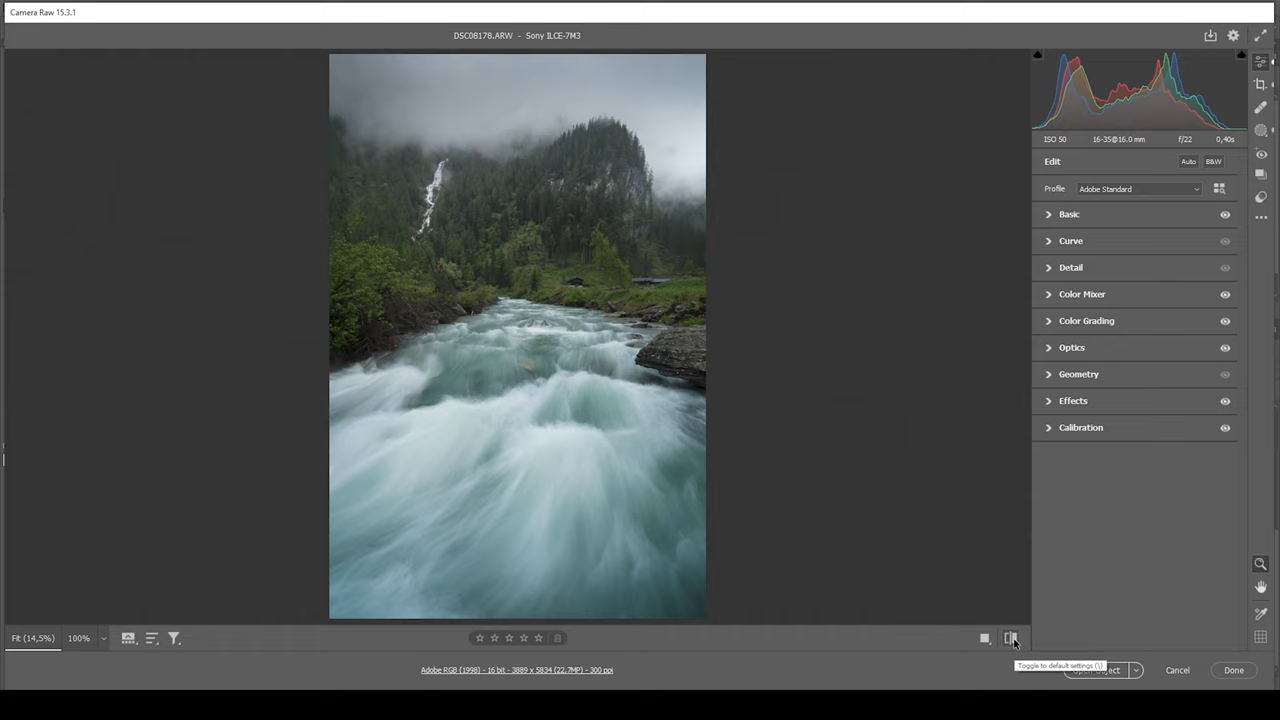 Camera Raw 15.3.1
DSC08178.ARW - Sony ILCE-7M3
ISO 50 16-35@16.0 mm f/22 0,40s
Edit Auto B&W
Profile Adobe Standard
Basic
Curve
Detail
Color Mixer
Color Grading
Optics
Geometry
Effects
Calibration
Fit (14,5%) 100%
Toggle to default settings (\)
Adobe RGB (1998) - 16 bit - 3889 x 5834 (22,7MP) - 300 ppi
Cancel Done